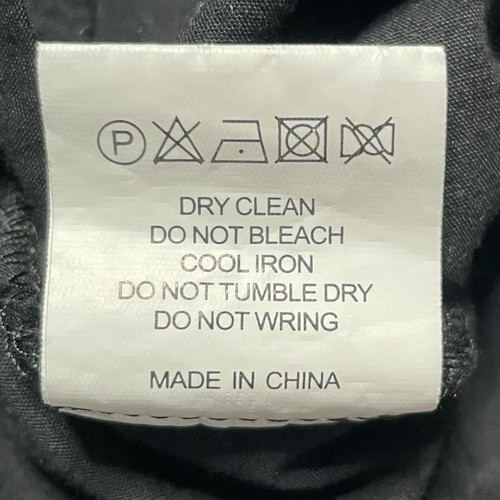 P
DRY CLEAN
DO NOT BLEACH
COOL IRON
DO NOT TUMBLE DRY
DO NOT WRING
MADE IN CHINA